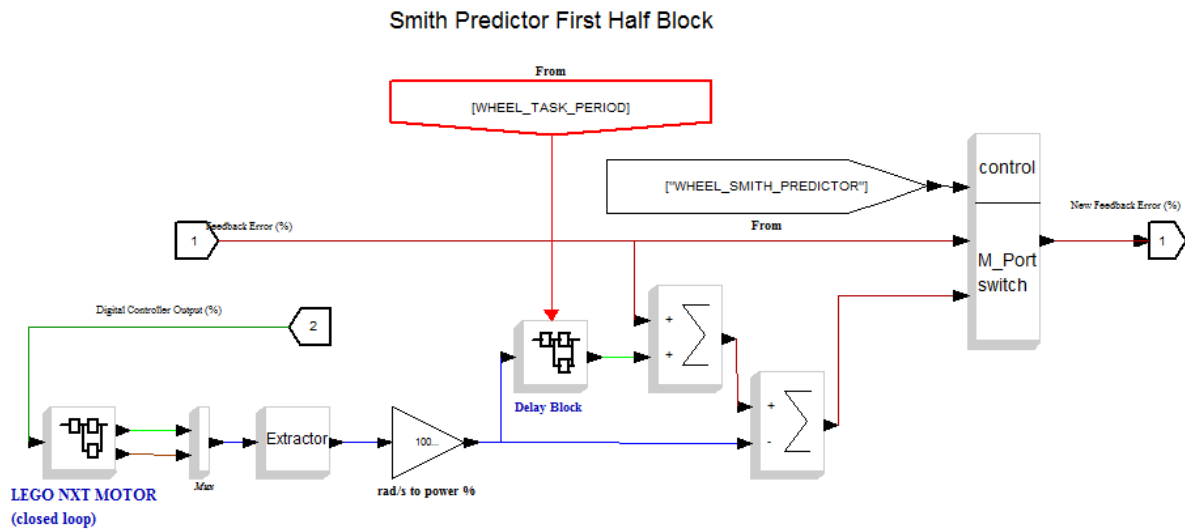 Smith Predictor First Half Block
From
[WHEEL_TASK_PERIOD]
["WHEEL_SMITH_PREDICTOR"]
From
control
M_Port
switch
New Feedback Error (%)
1
Feedback Error (%)
1
Digital Controller Output (%)
2
+
+
Delay Block
+
-
Extractor
100...
Mux
rad/s to power %
LEGO NXT MOTOR
(closed loop)